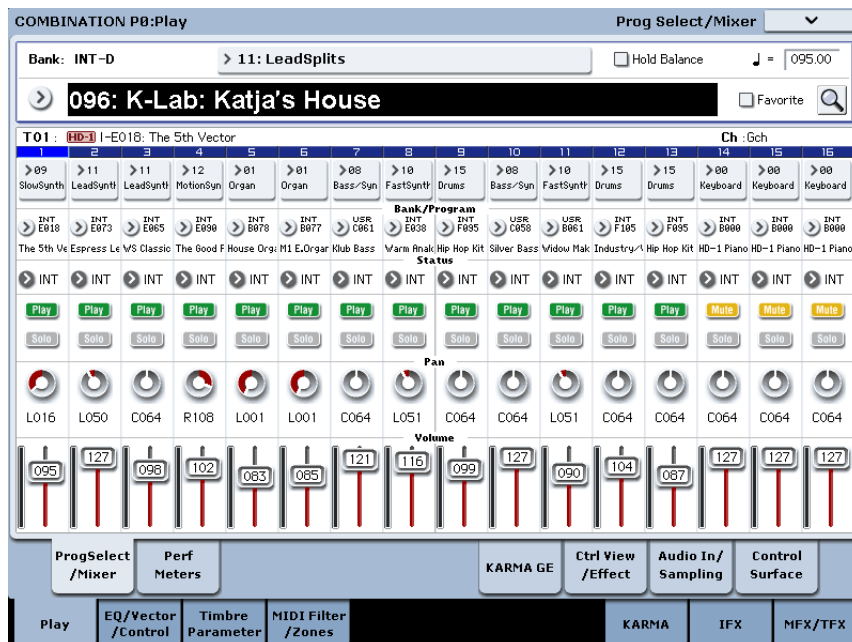 COMBINATION P0:Play Prog Select/Mixer
Bank: INT-D 11: LeadSplits Hold Balance ♩ = 095.00
096: K-Lab: Katja's House Favorite
T01 : HD-1 I-E018: The 5th Vector Ch :Gch
1 2 3 4 5 6 7 8 9 10 11 12 13 14 15 16
09 11 11 12 01 01 08 10 15 08 10 15 15 00 00 00
SlowSynth LeadSynth LeadSynth MotionSyn Organ Organ Bass/Syn FastSynth Drums Bass/Syn FastSynth Drums Drums Keyboard Keyboard Keyboard
Bank/Program
INT INT INT INT INT INT USR INT INT USR USR INT INT INT INT INT
E018 E073 E065 E090 B078 B077 C061 E038 F095 C058 B061 F105 F095 B000 B000 B000
The 5th Ve Espress Le VS Classic The Good F House Orga M1 E.Organ Klub Bass Warm Analo Hip Hop Kit Silver Bass Widow Mak Industry/V Hip Hop Kit HD-1 Piano HD-1 Piano HD-1 Piano
Status
INT INT INT INT INT INT INT INT INT INT INT INT INT INT INT INT
Play Play Play Play Play Play Play Play Play Play Play Play Play Mute Mute Mute
Solo Solo Solo Solo Solo Solo Solo Solo Solo Solo Solo Solo Solo Solo Solo Solo
Pan
L016 L050 C064 R108 L001 L001 C064 L051 C064 C064 L051 C064 C064 C064 C064 C064
Volume
095 127 098 102 083 085 121 116 099 127 090 104 087 127 127 127
ProgSelect Perf KARMA GE Ctrl View Audio In/ Control
/Mixer Meters /Effect Sampling Surface
Play EQ/Vector Timbre MIDI Filter KARMA IFX MFX/TFX
/Control Parameter /Zones